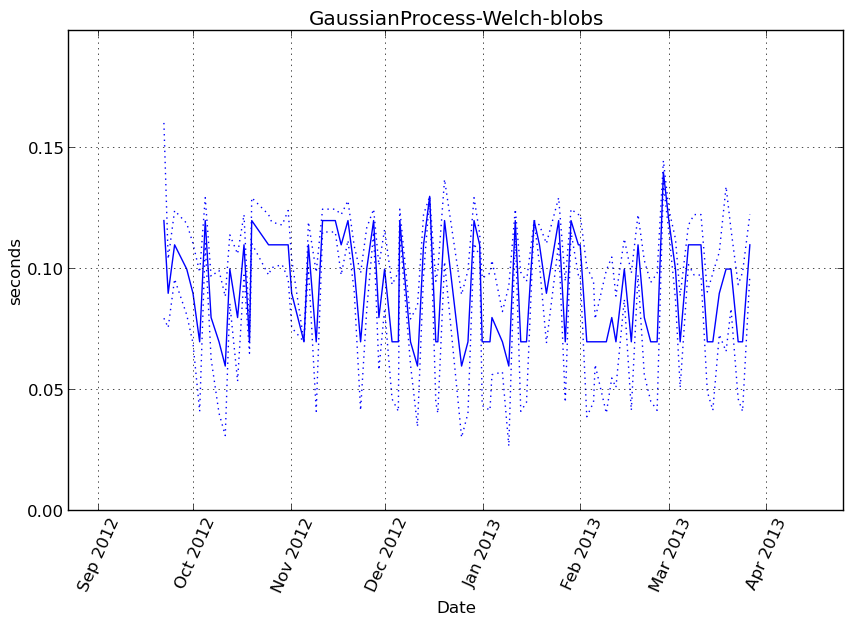 GaussianProcess-Welch-blobs
0.15
0.10
0.05
0.00
seconds
Sep 2012
Oct 2012
Nov 2012
Dec 2012
Jan 2013
Feb 2013
Mar 2013
Apr 2013
Date